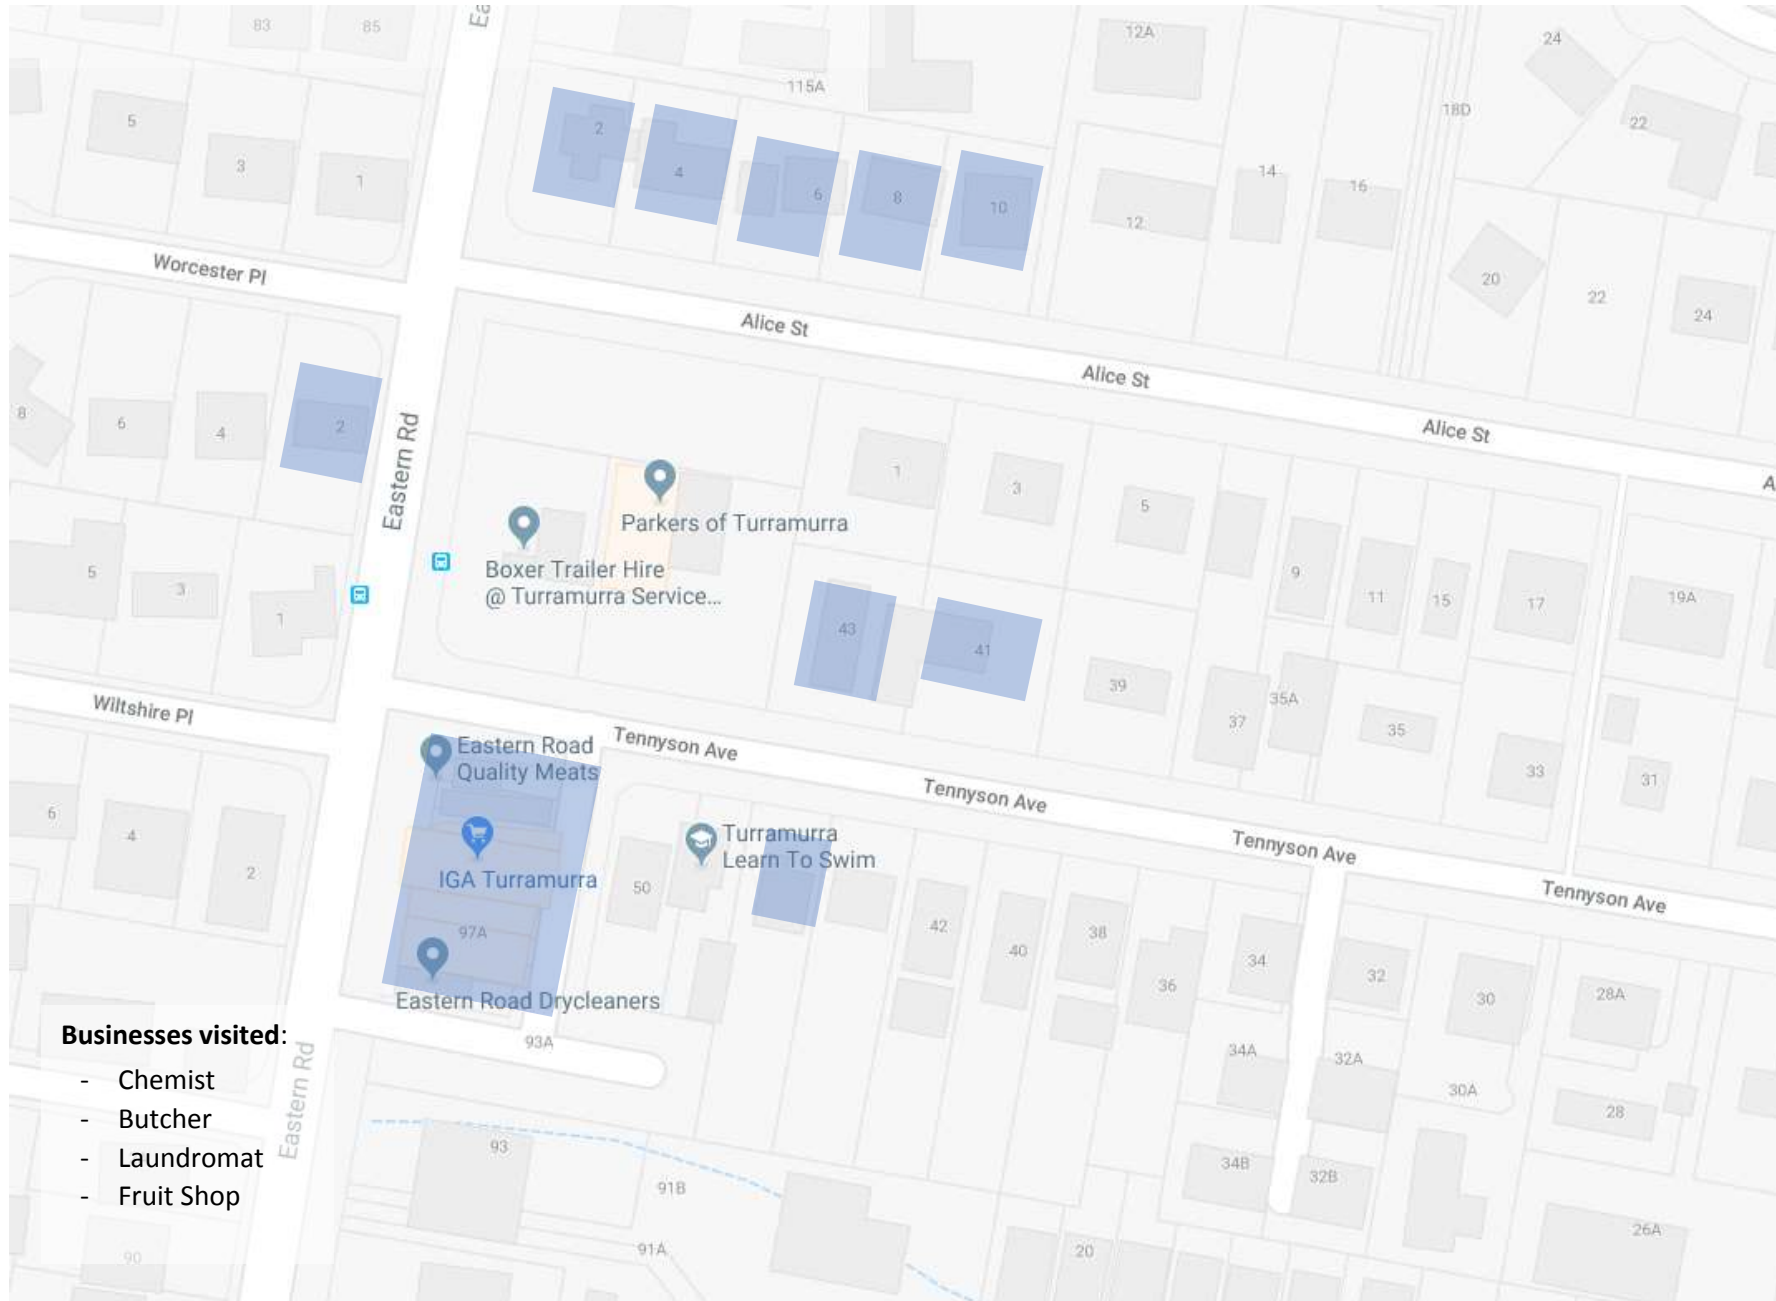 83
85
Ea
12A
24
115A
18D
22
5
3
1
2
4
6
8
10
12
14
16
20
22
24
Worcester Pl
Alice St
Alice St
Alice St
A
8
6
4
2
Eastern Rd
1
3
5
9
11
15
17
19A
Parkers of Turramurra
Boxer Trailer Hire
@ Turramurra Service...
5
3
1
43
41
39
37
35A
35
33
31
Wiltshire Pl
Tennyson Ave
Tennyson Ave
Tennyson Ave
Tennyson Ave
Eastern Road
Quality Meats
IGA Turramurra
97A
Eastern Road Drycleaners
Turramurra
Learn To Swim
6
4
2
50
42
40
38
36
34
32
30
28A
93A
34A
32A
30A
28
34B
32B
26A
93
91B
91A
20
Eastern Rd
Businesses visited:
- Chemist
- Butcher
- Laundromat
- Fruit Shop
90